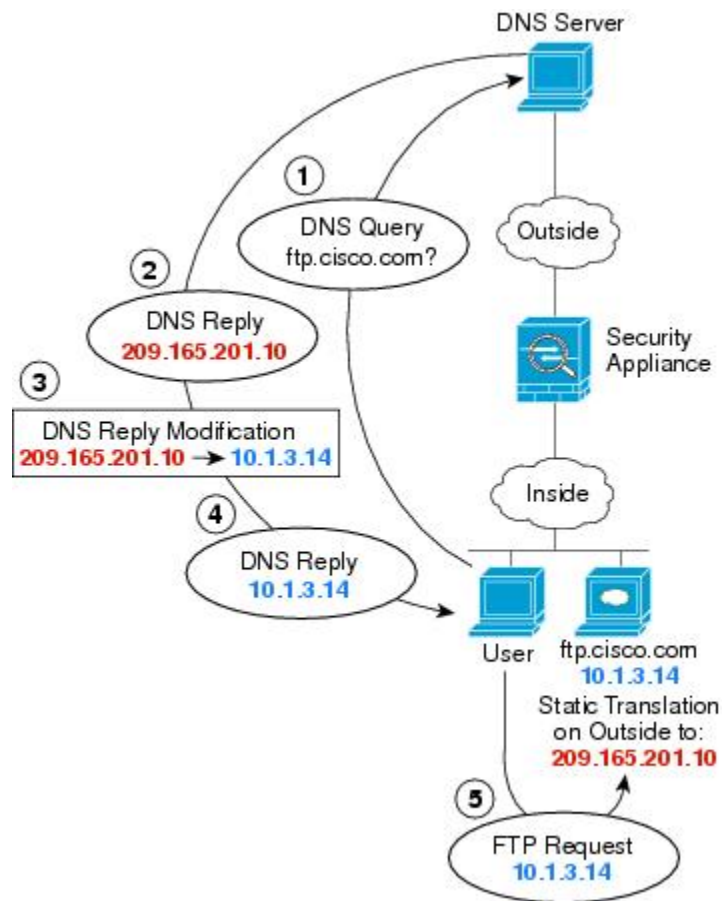 DNS Server
1
DNS Query
ftp.cisco.com?
Outside
2
DNS Reply
209.165.201.10
Security
Appliance
3
DNS Reply Modification
209.165.201.10 → 10.1.3.14
Inside
4
DNS Reply
10.1.3.14
User
ftp.cisco.com
10.1.3.14
Static Translation
on Outside to:
209.165.201.10
5
FTP Request
10.1.3.14